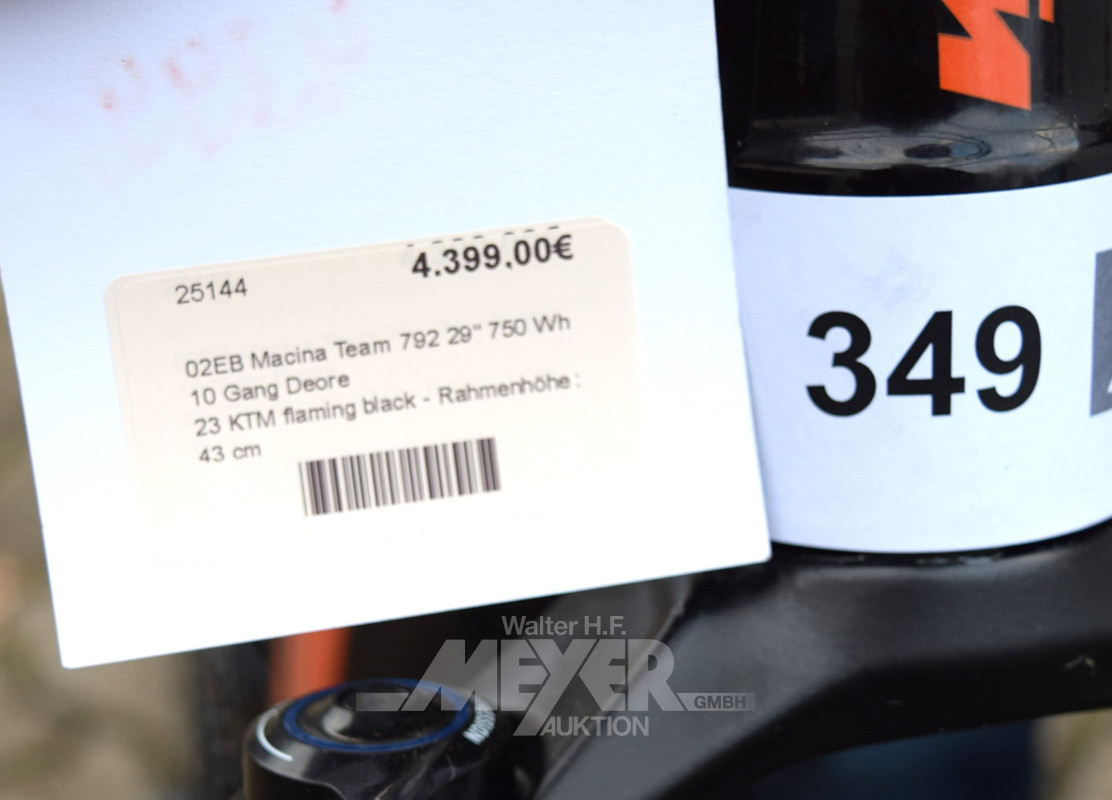 25144
4.399,00€
02EB Macina Team 792 29" 750 Wh
10 Gang Deore
23 KTM flaming black - Rahmenhöhe:
43 cm
349
Walter H.F.
MEYER
GMBH
AUKTION